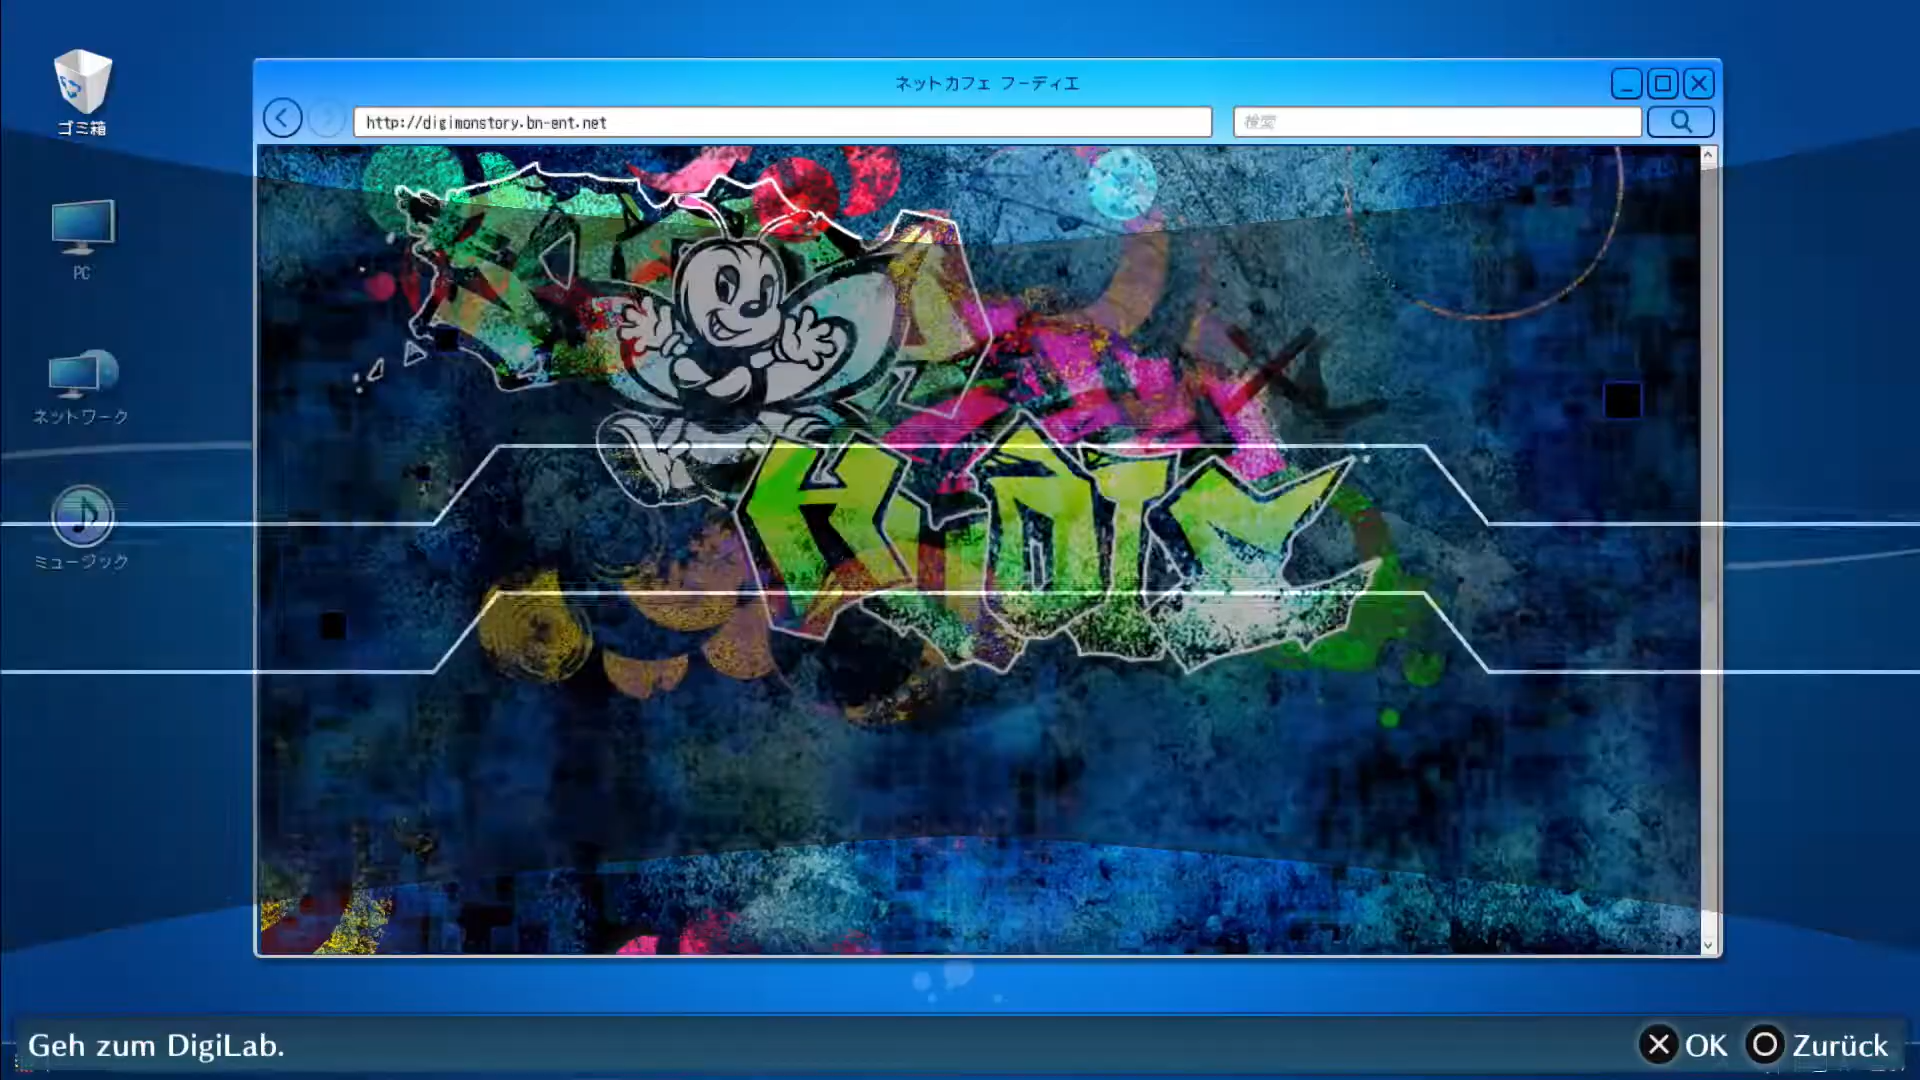 ネットカフェ フーディエ
http://digimonstory.bn-ent.net
検索
ゴミ箱
PC
ネットワーク
ミュージック
Geh zum DigiLab.
OK
Zurück